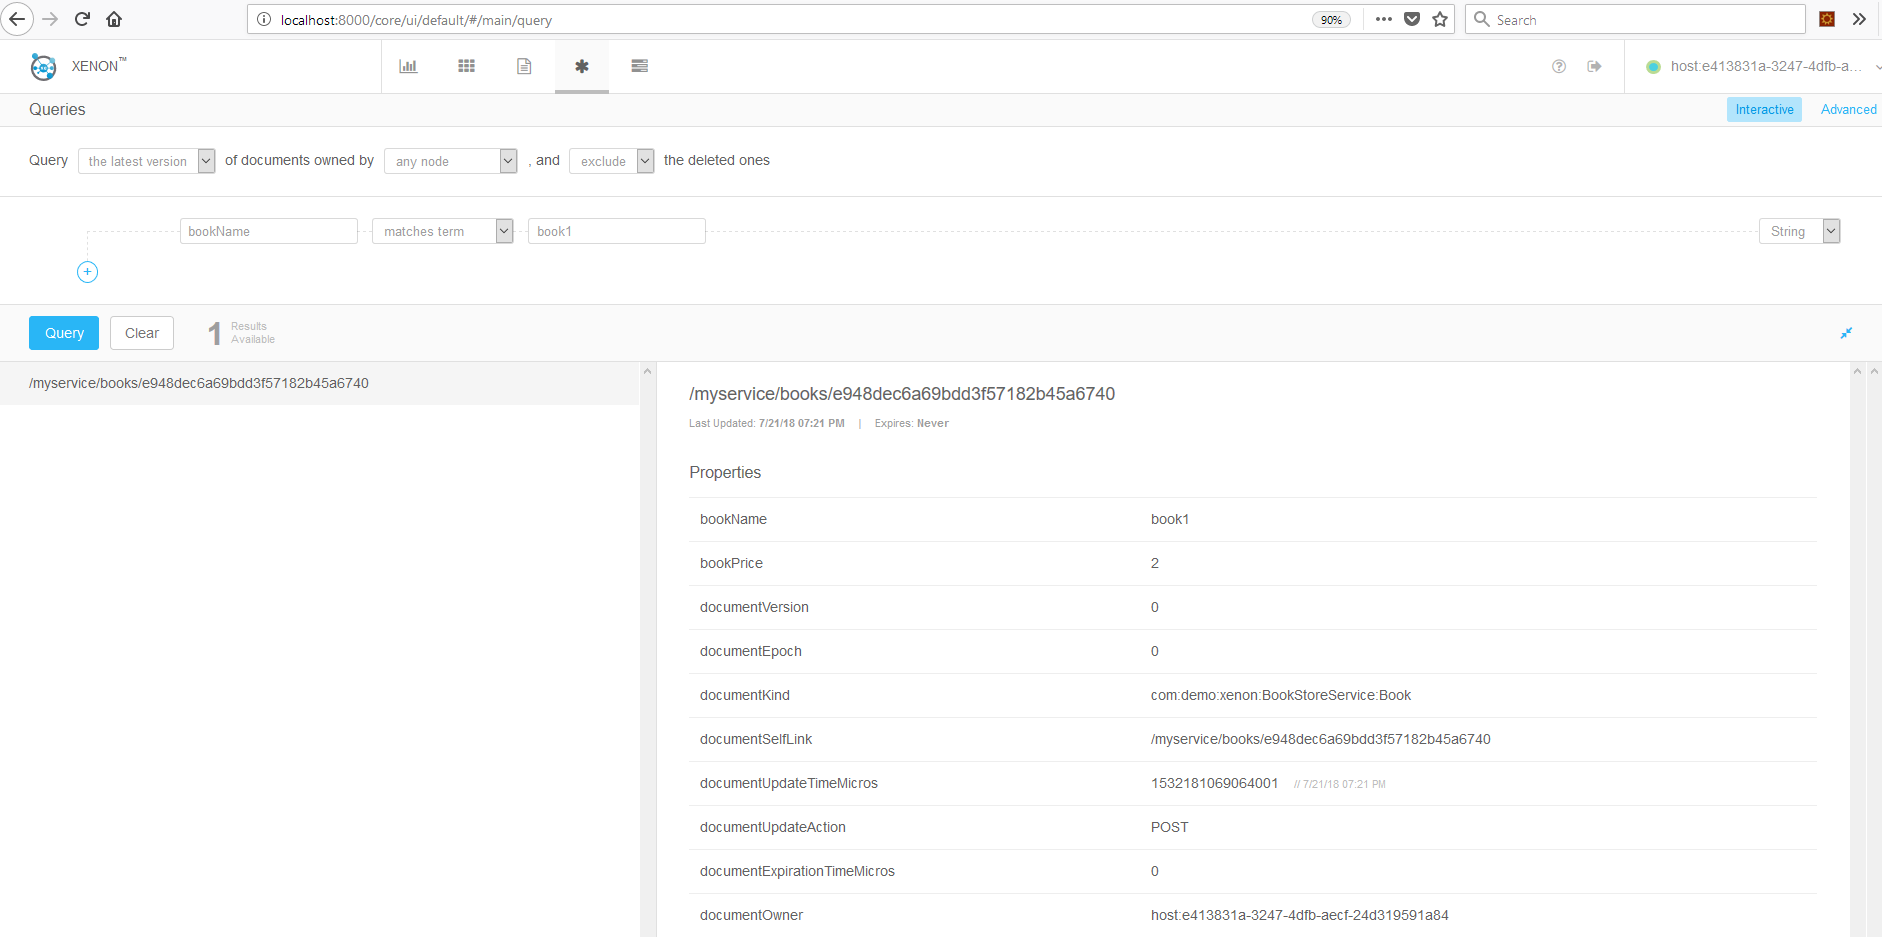 localhost:8000/core/ui/default/#/main/query 90% Search
XENON™ host:e413831a-3247-4dfb-a...
Queries Interactive Advanced
Query the latest version of documents owned by any node , and exclude the deleted ones
bookName matches term book1 String
Query Clear 1 Results Available
/myservice/books/e948dec6a69bdd3f57182b45a6740
/myservice/books/e948dec6a69bdd3f57182b45a6740
Last Updated: 7/21/18 07:21 PM | Expires: Never
Properties
bookName book1
bookPrice 2
documentVersion 0
documentEpoch 0
documentKind com:demo:xenon:BookStoreService:Book
documentSelfLink /myservice/books/e948dec6a69bdd3f57182b45a6740
documentUpdateTimeMicros 1532181069064001 // 7/21/18 07:21 PM
documentUpdateAction POST
documentExpirationTimeMicros 0
documentOwner host:e413831a-3247-4dfb-aecf-24d319591a84